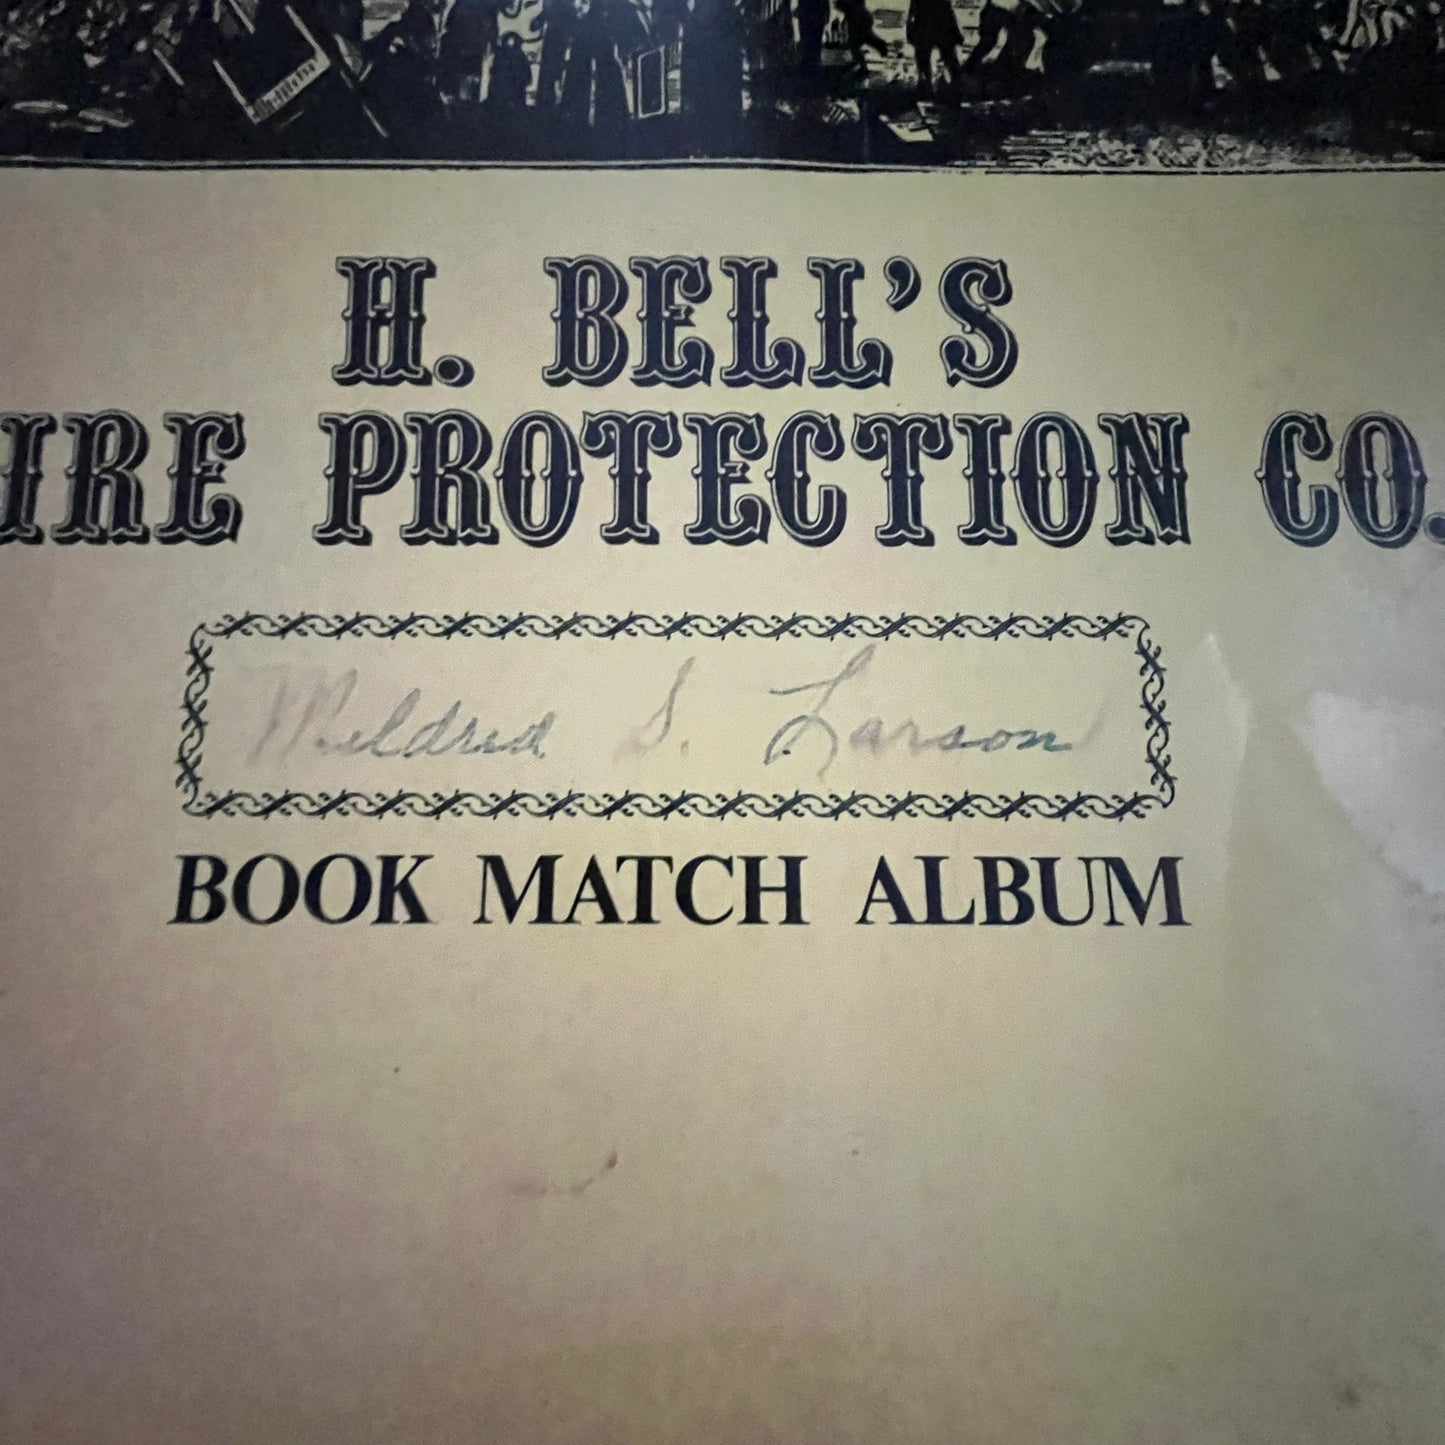 H. BELL'S
IRE PROTECTION CO.
Mildred S. Larson
BOOK MATCH ALBUM